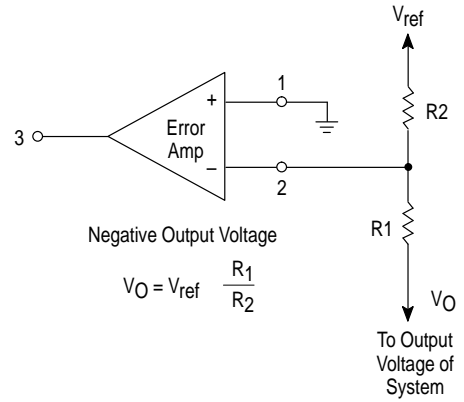 Vref
1
+
R2
3
Error
Amp
–
2
R1
Negative Output Voltage
VO = Vref R1
R2
VO
To Output
Voltage of
System